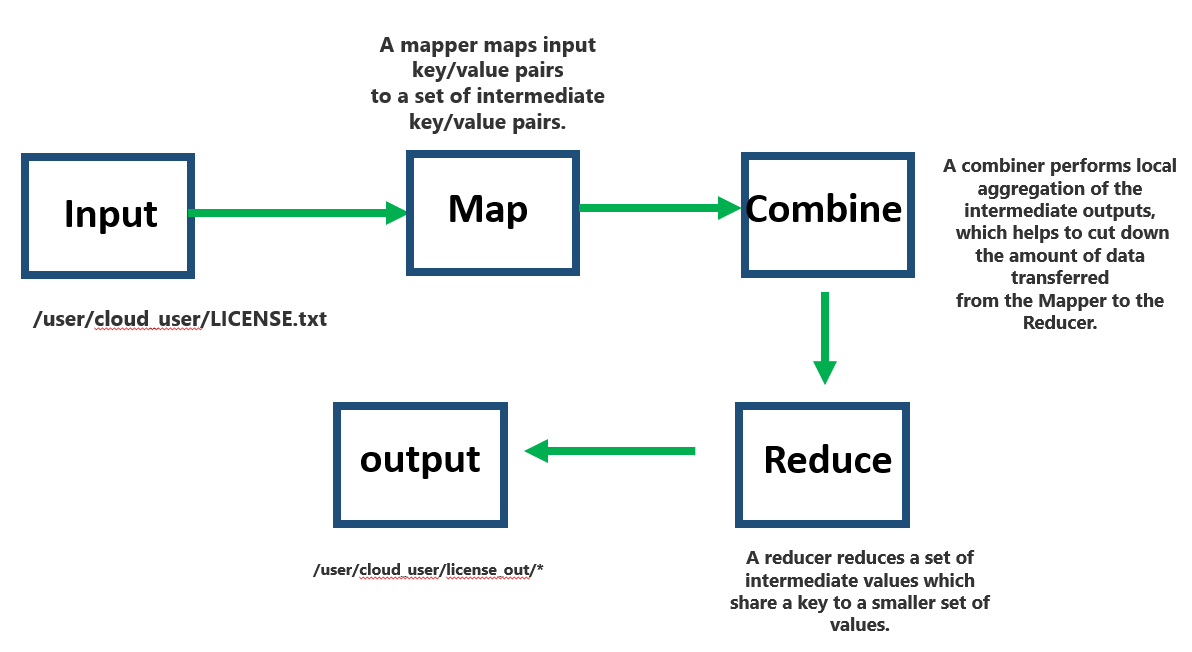 A mapper maps input
key/value pairs
to a set of intermediate
key/value pairs.
Input
Map
Combine
A combiner performs local
aggregation of the
intermediate outputs,
which helps to cut down
the amount of data
transferred
from the Mapper to the
Reducer.
/user/cloud_user/LICENSE.txt
output
Reduce
/user/cloud_user/license_out/*
A reducer reduces a set of
intermediate values which
share a key to a smaller set of
values.